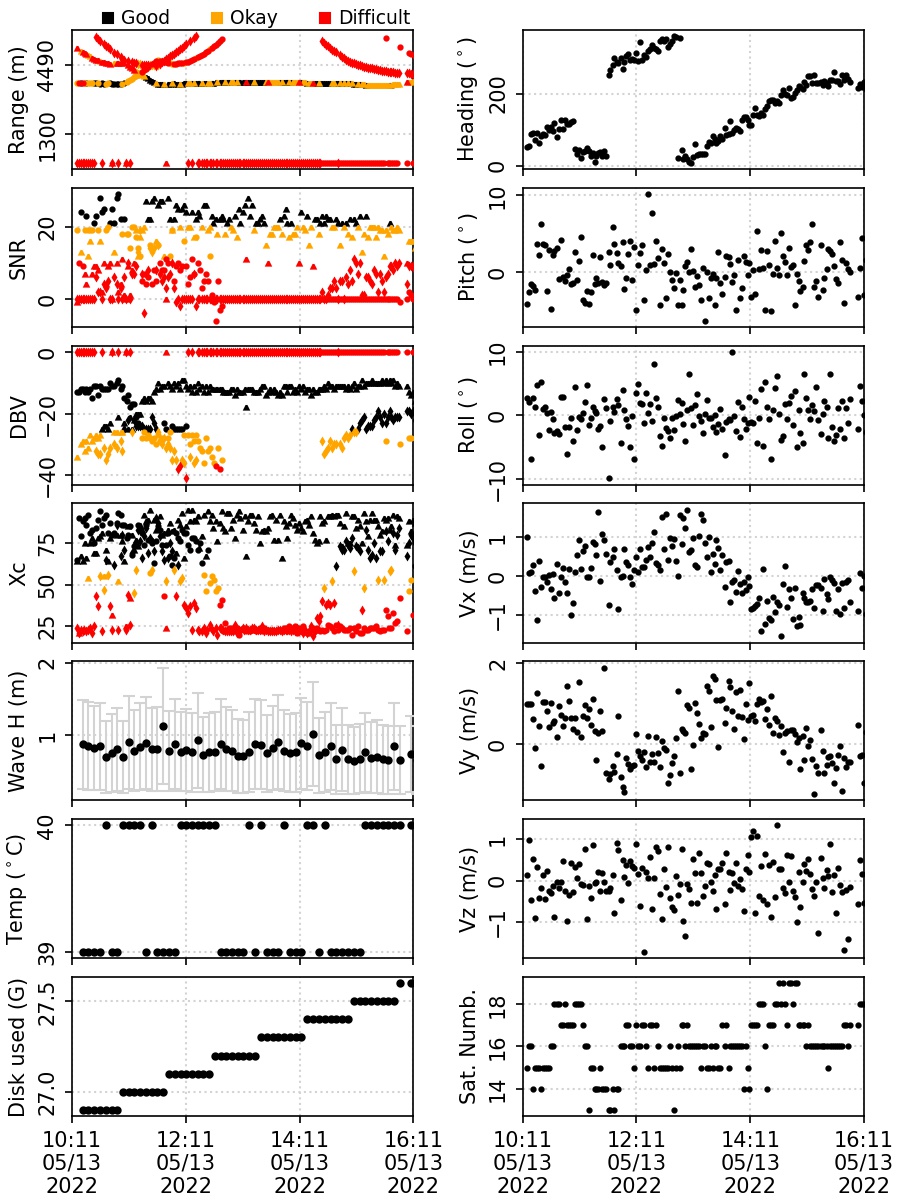 Good Okay Difficult
Range (m)
4490
1300
Heading (°)
200
0
SNR
20
0
Pitch (°)
10
0
DBV
0
−20
−40
Roll (°)
10
0
−10
Xc
75
50
25
Vx (m/s)
1
0
−1
Wave H (m)
2
1
Vy (m/s)
2
0
Temp (°C)
40
39
Vz (m/s)
1
0
−1
Disk used (G)
27.5
27.0
Sat. Numb.
18
16
14
10:11 12:11 14:11 16:11 10:11 12:11 14:11 16:11
05/13 05/13 05/13 05/13 05/13 05/13 05/13 05/13
2022 2022 2022 2022 2022 2022 2022 2022